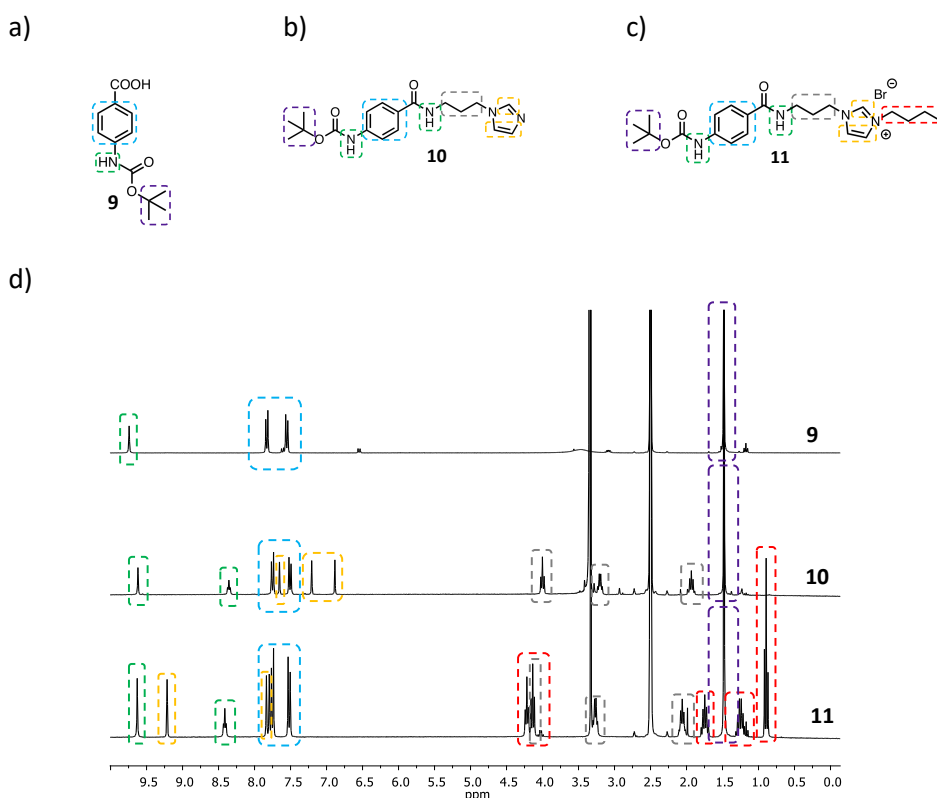 a)
b)
c)
COOH
HN
O
O
9
O
O
N
H
O
N
H
N
N
10
O
O
N
H
O
N
H
N
N
⊕
Br
⊖
11
d)
9
10
11
9.5 9.0 8.5 8.0 7.5 7.0 6.5 6.0 5.5 5.0 4.5 4.0 3.5 3.0 2.5 2.0 1.5 1.0 0.5 0.0
ppm